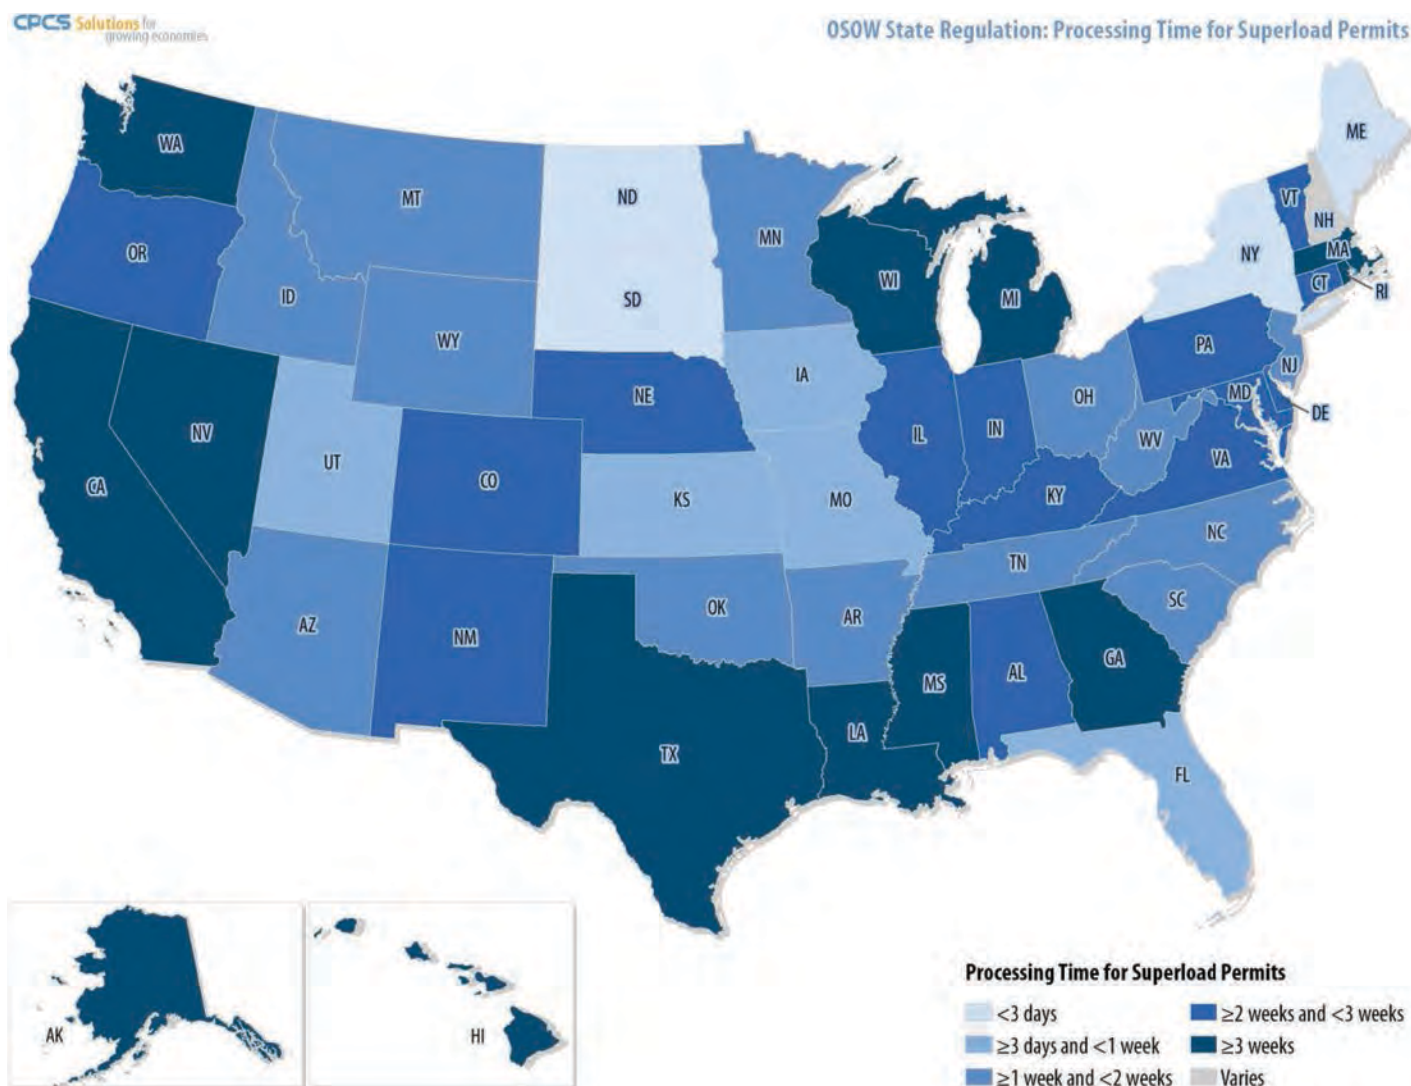 CPCS Solutions for
growing economies
OSOW State Regulation: Processing Time for Superload Permits
WA
MT
ND
MN
ME
VT
NH
OR
ID
SD
WI
MI
NY
MA
CT
RI
WY
IA
PA
NJ
NE
OH
MD
DE
NV
UT
CO
IL
IN
WV
VA
CA
KS
MO
KY
NC
TN
AZ
NM
OK
AR
SC
MS
AL
GA
TX
LA
FL
AK
HI
Processing Time for Superload Permits
<3 days
≥2 weeks and <3 weeks
≥3 days and <1 week
≥3 weeks
≥1 week and <2 weeks
Varies